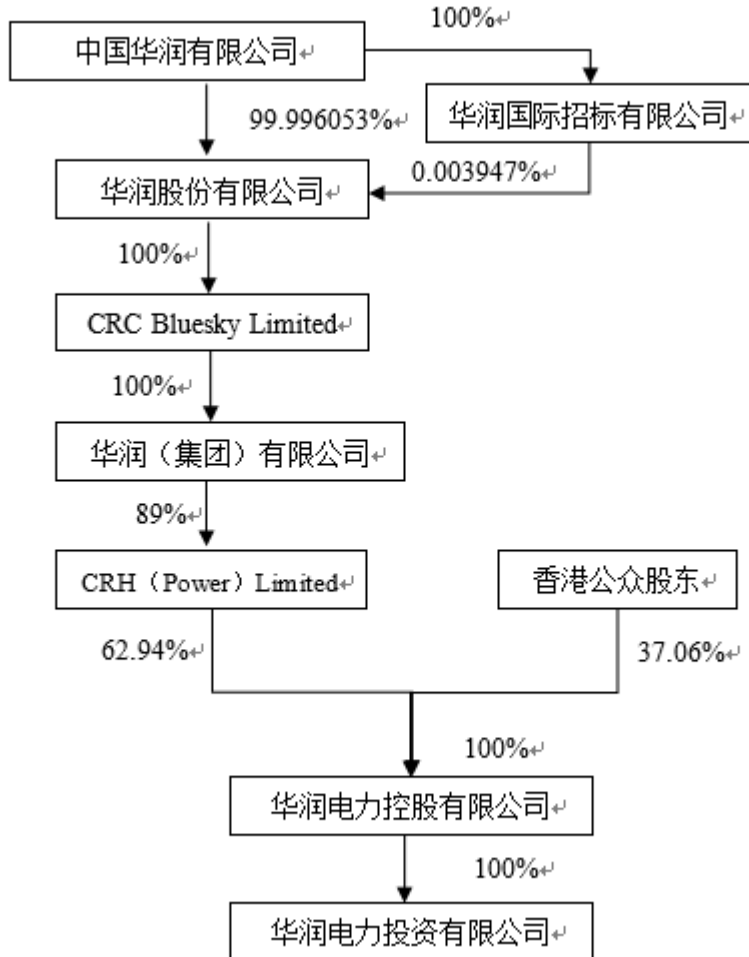 100%
中国华润有限公司
99.996053%
华润国际招标有限公司
0.003947%
华润股份有限公司
100%
CRC Bluesky Limited
100%
华润（集团）有限公司
89%
CRH（Power）Limited
香港公众股东
62.94%
37.06%
100%
华润电力控股有限公司
100%
华润电力投资有限公司